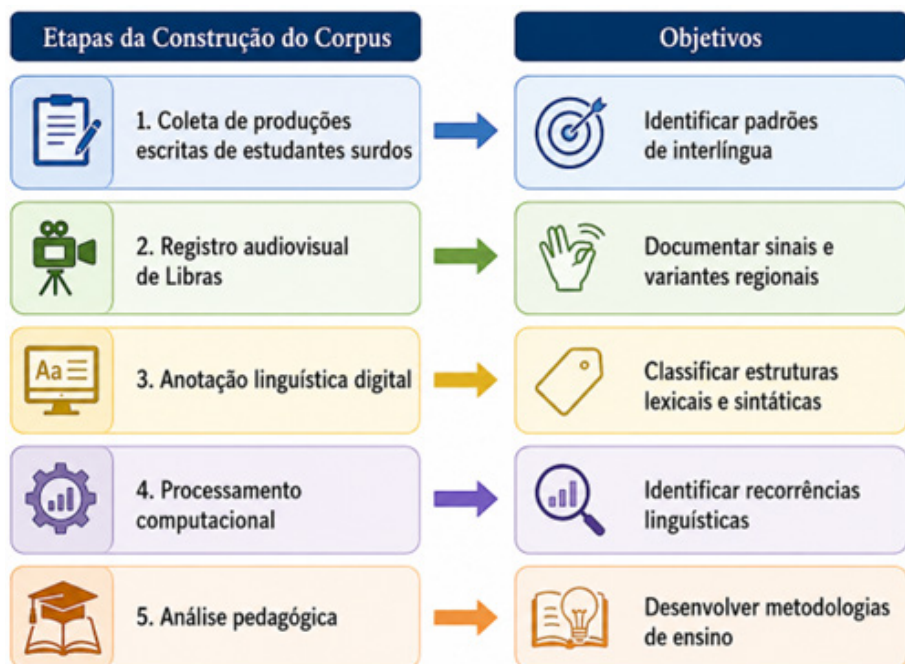 Etapas da Construção do Corpus
Objetivos
1. Coleta de produções
escritas de estudantes surdos
Identificar padrões
de interlíngua
2. Registro audiovisual
de Libras
Documentar sinais e
variantes regionais
Aa
3. Anotação linguística digital
Classificar estruturas
lexicais e sintáticas
4. Processamento
computacional
Identificar recorrências
linguísticas
5. Análise pedagógica
Desenvolver metodologias
de ensino